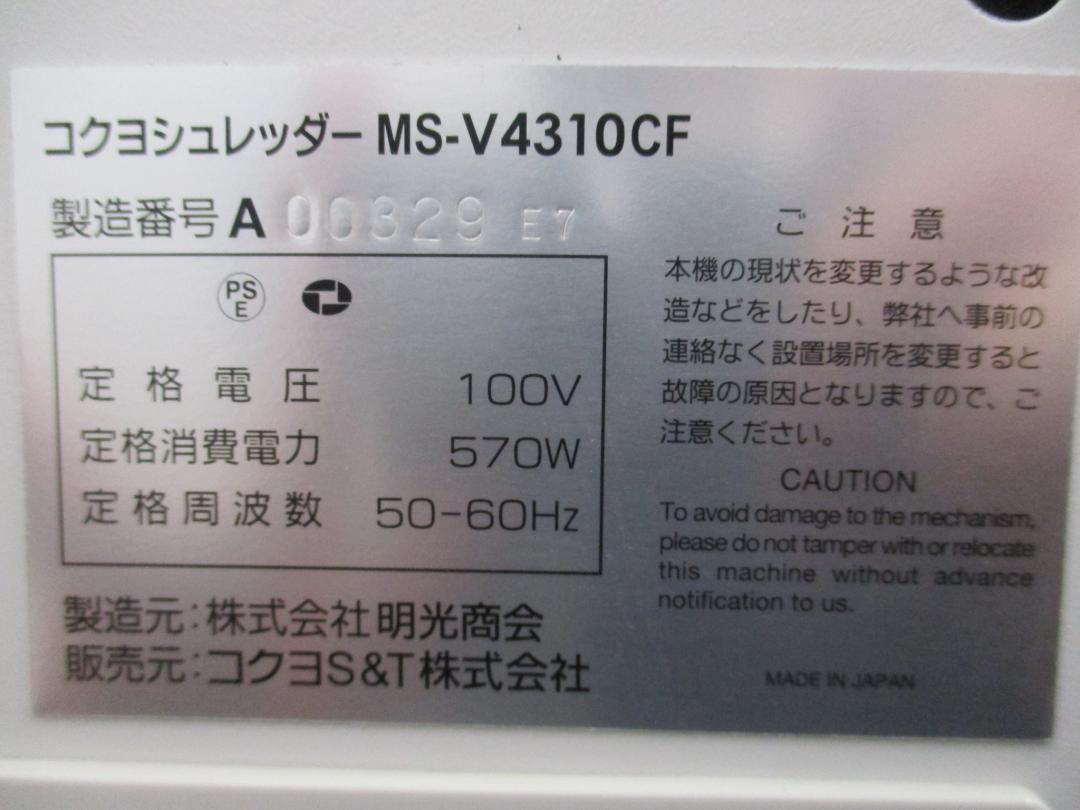 コクヨシュレッダー MS-V4310CF
製造番号 A 00329 E7
PS
E
定格電圧 100V
定格消費電力 570W
定格周波数 50-60Hz
製造元:株式会社明光商会
販売元:コクヨS&T株式会社
ご注意
本機の現状を変更するような改
造などをしたり、弊社へ事前の
連絡なく設置場所を変更すると
故障の原因となりますので、ご
注意ください。
CAUTION
To avoid damage to the mechanism,
please do not tamper with or relocate
this machine without advance
notification to us.
MADE IN JAPAN